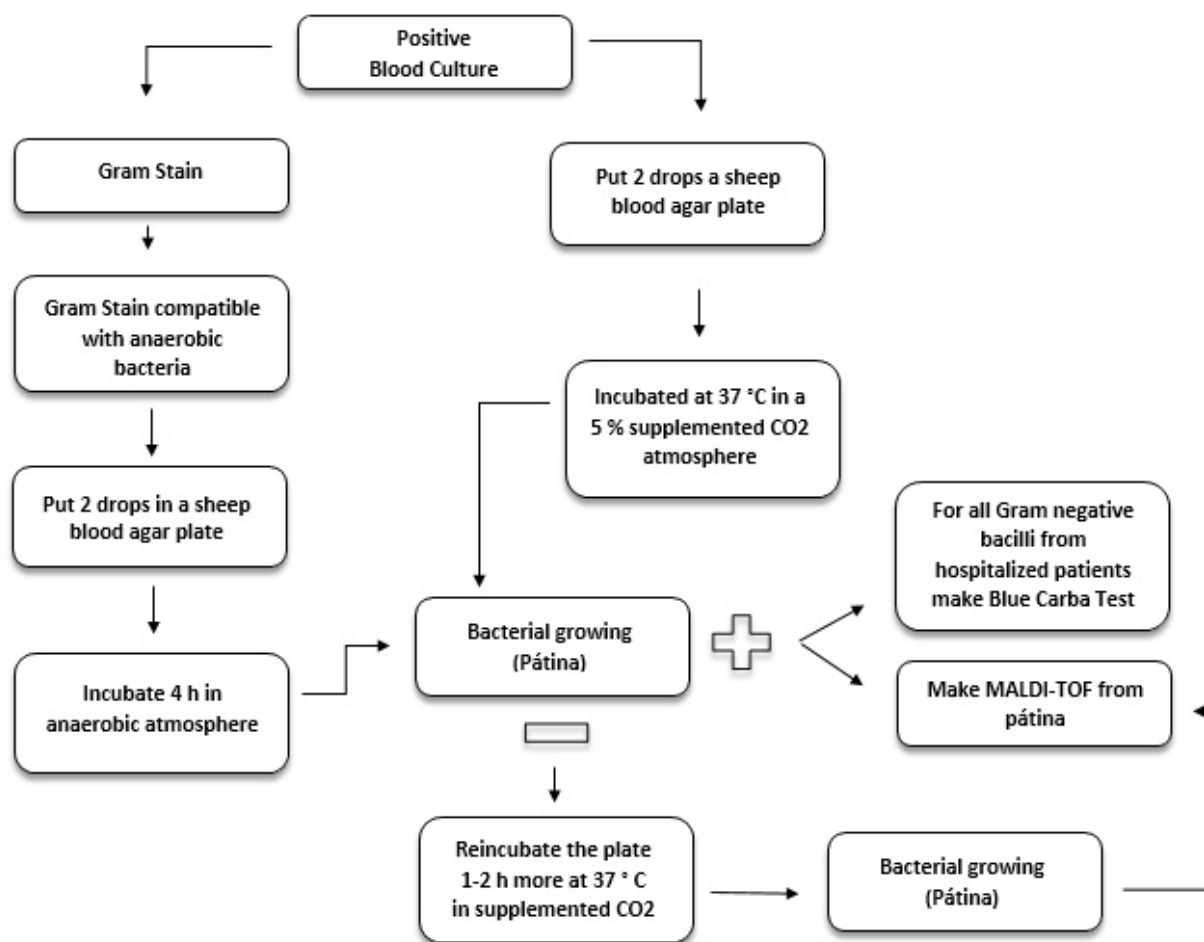 Positive
Blood Culture
Gram Stain
Put 2 drops a sheep
blood agar plate
Gram Stain compatible
with anaerobic
bacteria
Incubated at 37 °C in a
5 % supplemented CO2
atmosphere
Put 2 drops in a sheep
blood agar plate
For all Gram negative
bacilli from
hospitalized patients
make Blue Carba Test
Bacterial growing
(Pátina)
Incubate 4 h in
anaerobic atmosphere
Make MALDI-TOF from
pátina
Reincubate the plate
1-2 h more at 37 ° C
in supplemented CO2
Bacterial growing
(Pátina)